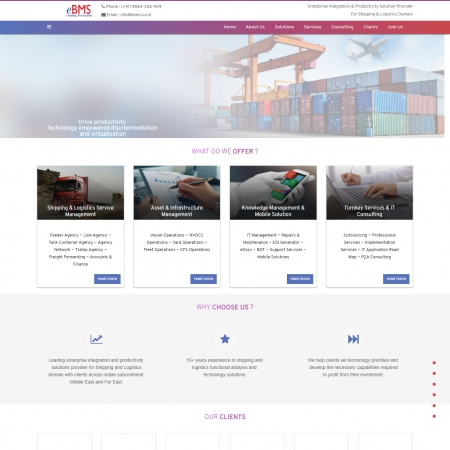 eBMS
Phone : (+91) 9884-386-909
Email : info@ebms.co.in
Enterprise Integration & Productivity Solution Provider
For Shipping & Logistics Domain
Home
About Us
Solutions
Services
Consulting
Clients
Join Us
Drive productivity
Technology empowered disintermediation
and virtualization
WHAT DO WE OFFER ?
Shipping & Logistics Service
Management
Feeder Agency – Line Agency –
Tank Container Agency – Agency
Network – Tramp Agency –
Freight Forwarding – Accounts &
Finance
read more
Asset & Infrastructure
Management
Vessel Operations – NVOCC
Operations – Yard Operations –
Fleet Operations – CFS Operations
read more
Knowledge Management &
Mobile Solution
IT Management – Repairs &
Maintenance – EDI Generator –
eDocs – BOT – Support Services –
Mobile Solutions
read more
Turnkey Services & IT
Consulting
Outsourcing – Professional
Services – Implementation
Services – IT Application Road
Map – P2A Consulting
read more
WHY CHOOSE US ?
Leading enterprise integration and productivity
solutions provider for Shipping and Logistics
domain with clients across Indian subcontinent,
Middle East and Far East.
15+ years experience in shipping and
logistics functional analysis and
technology solutions.
We help clients set technology priorities and
develop the necessary capabilities required
to profit from their investment.
OUR CLIENTS